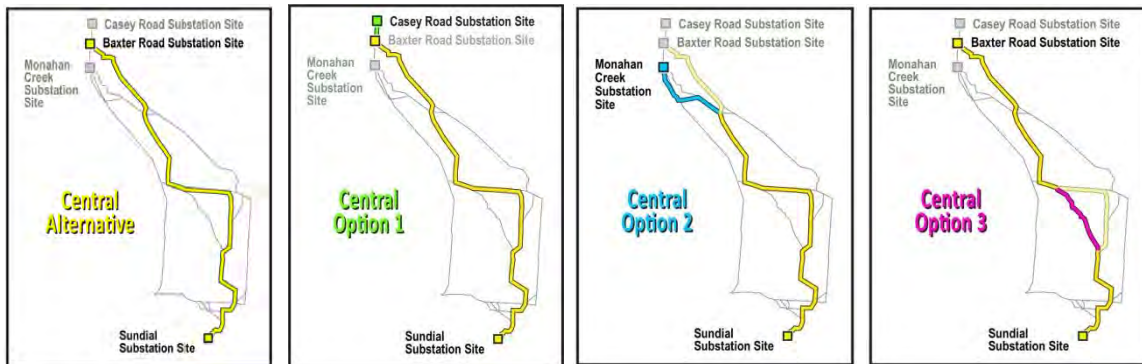 Casey Road Substation Site
Baxter Road Substation Site
Monahan
Creek
Substation
Site
Central
Alternative
Sundial
Substation Site
Casey Road Substation Site
Baxter Road Substation Site
Monahan
Creek
Substation
Site
Central
Option 1
Sundial
Substation Site
Casey Road Substation Site
Baxter Road Substation Site
Monahan
Creek
Substation
Site
Central
Option 2
Sundial
Substation Site
Casey Road Substation Site
Baxter Road Substation Site
Monahan
Creek
Substation
Site
Central
Option 3
Sundial
Substation Site